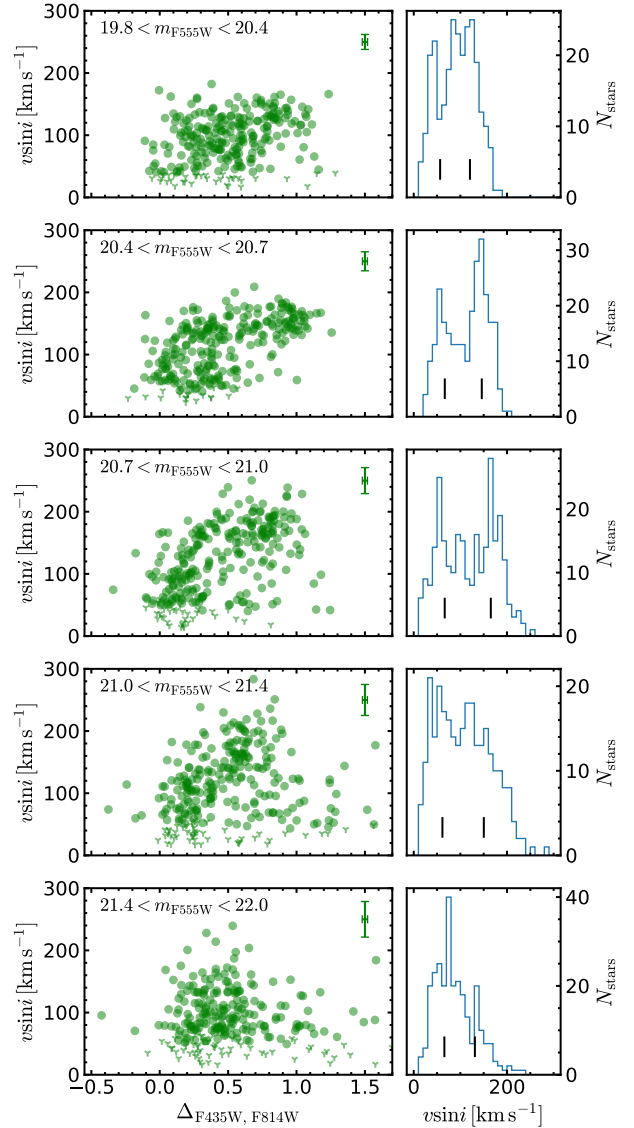 19.8 < m_F555W < 20.4
300
200
100
0
v sin i [km s⁻¹]
20
10
0
N_stars
20.4 < m_F555W < 20.7
300
200
100
0
v sin i [km s⁻¹]
30
20
10
0
N_stars
20.7 < m_F555W < 21.0
300
200
100
0
v sin i [km s⁻¹]
20
10
0
N_stars
21.0 < m_F555W < 21.4
300
200
100
0
v sin i [km s⁻¹]
20
10
0
N_stars
21.4 < m_F555W < 22.0
300
200
100
0
v sin i [km s⁻¹]
40
20
0
N_stars
−0.5 0.0 0.5 1.0 1.5
Δ_F435W, F814W
0 200
v sin i [km s⁻¹]